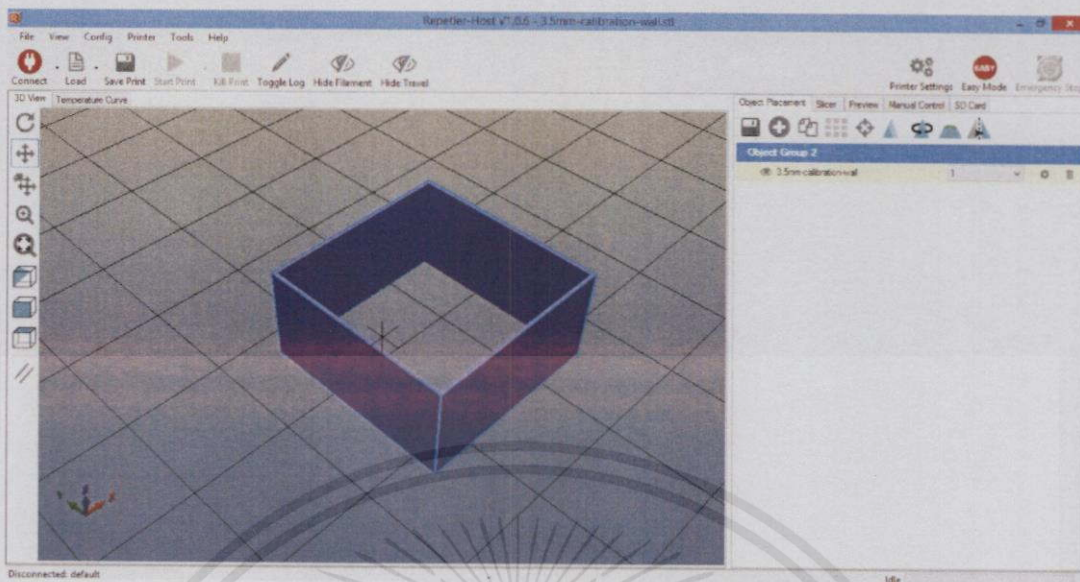 Repetier-Host V1.0.6 - 3.5mm-calibration-wall.stl
File View Config Printer Tools Help
Connect Load Save Print Start Print Kill Print Toggle Log Hide Filament Hide Travel
Printer Settings Easy Mode Emergency Stop
EASY
3D View Temperature Curve
Object Placement Slicer Preview Manual Control SD Card
Object Group 2
3.5mm-calibration-wall 1
Disconnected: default
Idle